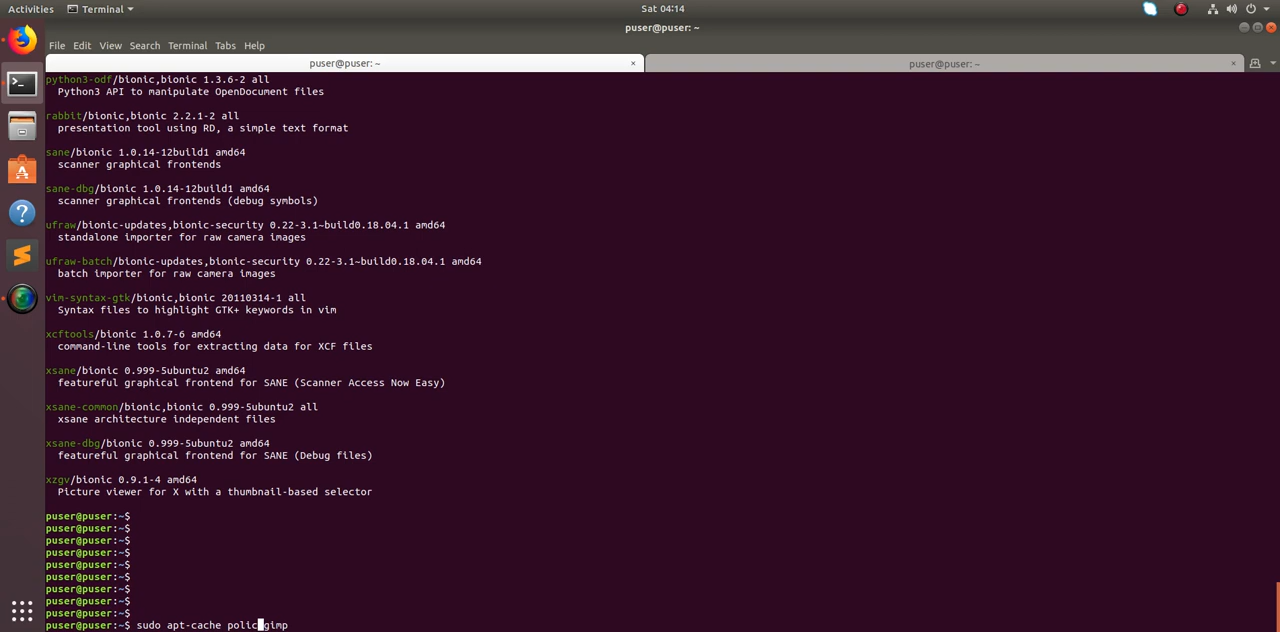 Activities Terminal Sat 04:14
puser@puser: ~
File Edit View Search Terminal Tabs Help
puser@puser: ~ × puser@puser: ~ ×
python3-odf/bionic,bionic 1.3.6-2 all
Python3 API to manipulate OpenDocument files
rabbit/bionic,bionic 2.2.1-2 all
presentation tool using RD, a simple text format
sane/bionic 1.0.14-12build1 amd64
scanner graphical frontends
sane-dbg/bionic 1.0.14-12build1 amd64
scanner graphical frontends (debug symbols)
ufraw/bionic-updates,bionic-security 0.22-3.1~build0.18.04.1 amd64
standalone importer for raw camera images
ufraw-batch/bionic-updates,bionic-security 0.22-3.1~build0.18.04.1 amd64
batch importer for raw camera images
vim-syntax-gtk/bionic,bionic 20110314-1 all
Syntax files to highlight GTK+ keywords in vim
xcftools/bionic 1.0.7-6 amd64
command-line tools for extracting data for XCF files
xsane/bionic 0.999-5ubuntu2 amd64
featureful graphical frontend for SANE (Scanner Access Now Easy)
xsane-common/bionic,bionic 0.999-5ubuntu2 all
xsane architecture independent files
xsane-dbg/bionic 0.999-5ubuntu2 amd64
featureful graphical frontend for SANE (Debug files)
xzgv/bionic 0.9.1-4 amd64
Picture viewer for X with a thumbnail-based selector
puser@puser:~$
puser@puser:~$
puser@puser:~$
puser@puser:~$
puser@puser:~$
puser@puser:~$
puser@puser:~$
puser@puser:~$
puser@puser:~$
puser@puser:~$ sudo apt-cache polic gimp